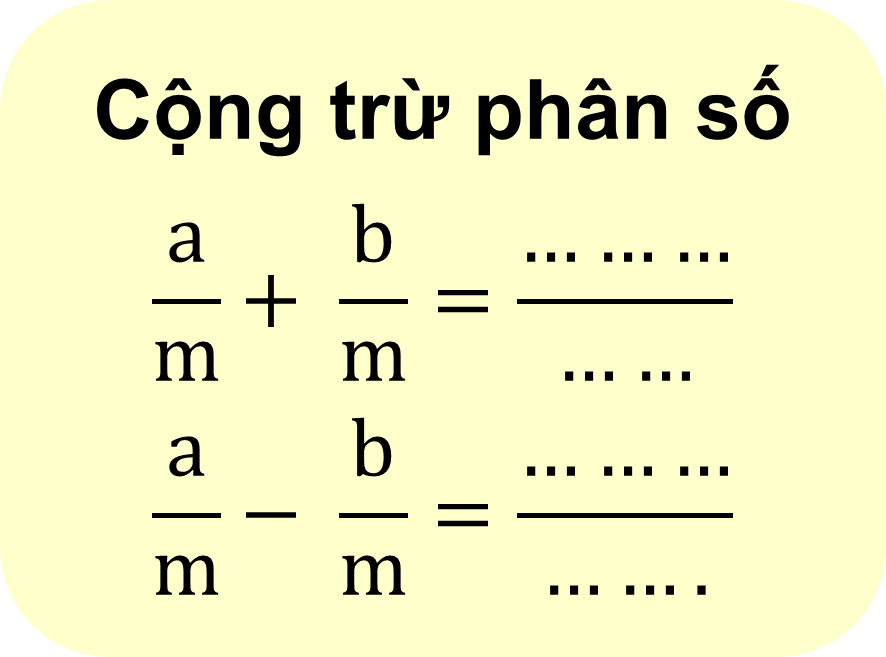 Cộng trừ phân số
a/m + b/m = ... ... .../... ...
a/m − b/m = ... ... .../... ... .